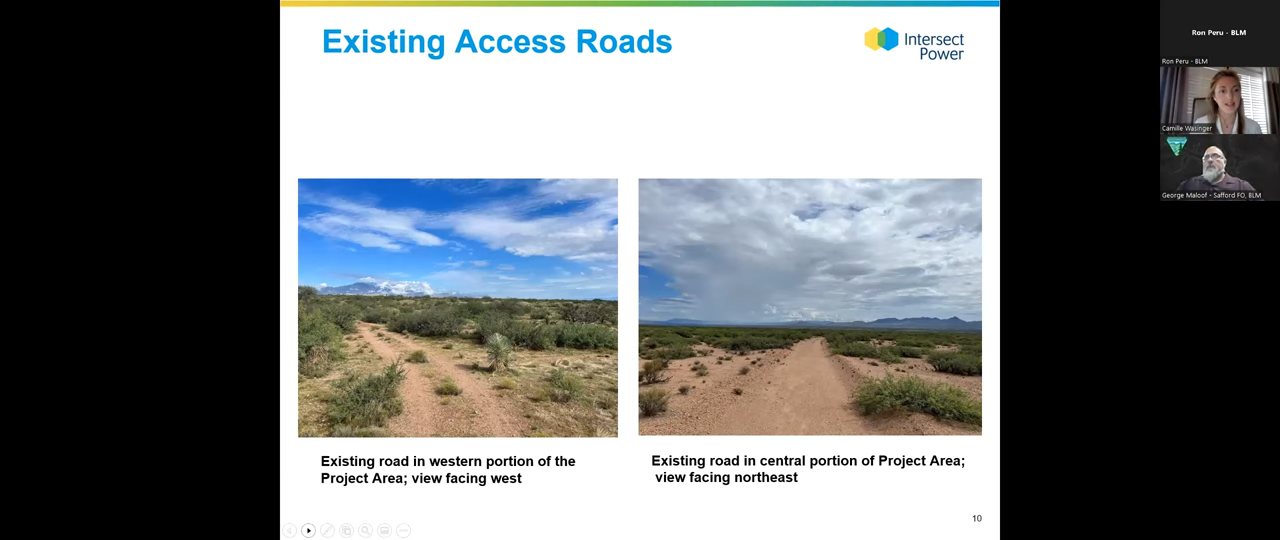 Existing Access Roads
Intersect
Power
Existing road in western portion of the
Project Area; view facing west
Existing road in central portion of Project Area;
view facing northeast
10
Ron Peru - BLM
Ron Peru - BLM
Camille Wasinger
George Maloof - Safford FO, BLM